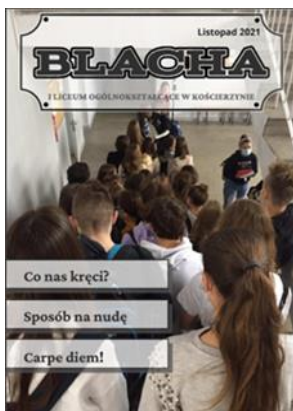 Listopad 2021
BLACHA
I LICEUM OGÓLNOKSZTAŁCĄCE W KOŚCIERZYNIE
Co nas kręci?
Sposób na nudę
Carpe diem!